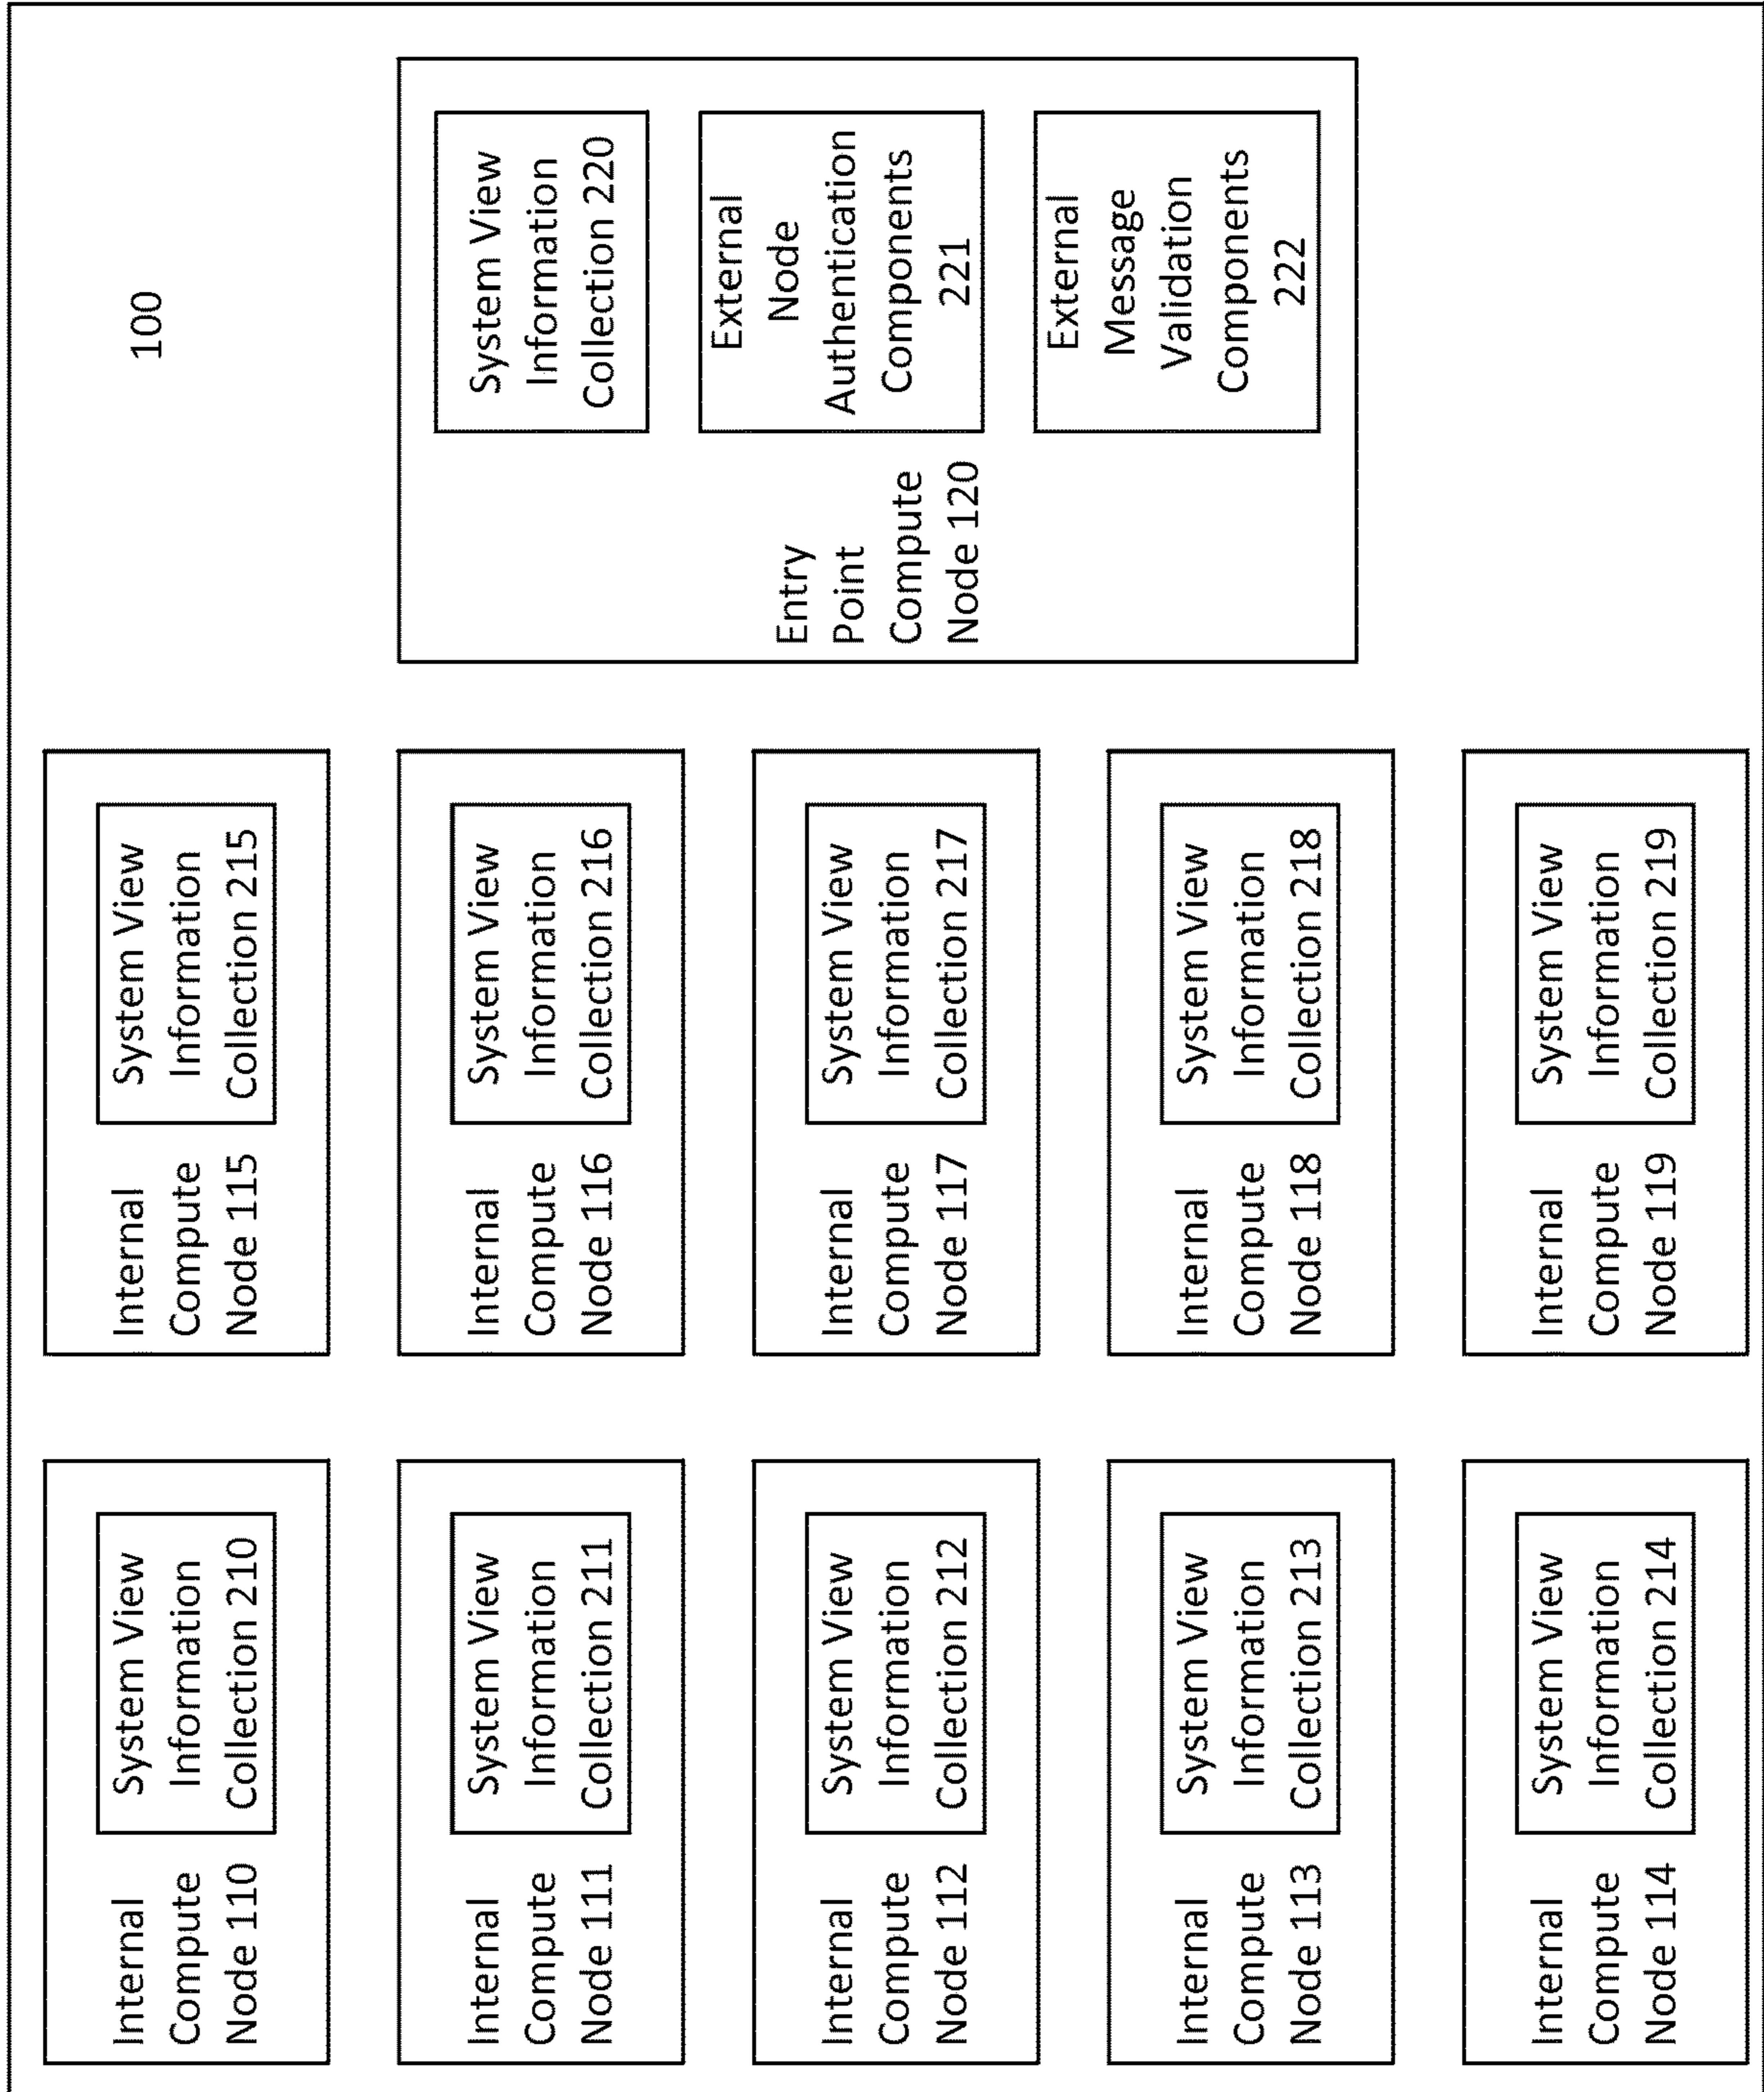 Internal
Compute
Node 110
System View
Information
Collection 210
Internal
Compute
Node 111
System View
Information
Collection 211
Internal
Compute
Node 112
System View
Information
Collection 212
Internal
Compute
Node 113
System View
Information
Collection 213
Internal
Compute
Node 114
System View
Information
Collection 214
Internal
Compute
Node 115
System View
Information
Collection 215
Internal
Compute
Node 116
System View
Information
Collection 216
Internal
Compute
Node 117
System View
Information
Collection 217
Internal
Compute
Node 118
System View
Information
Collection 218
Internal
Compute
Node 119
System View
Information
Collection 219
100
Entry
Point
Compute
Node 120
System View
Information
Collection 220
External
Node
Authentication
Components
221
External
Message
Validation
Components
222